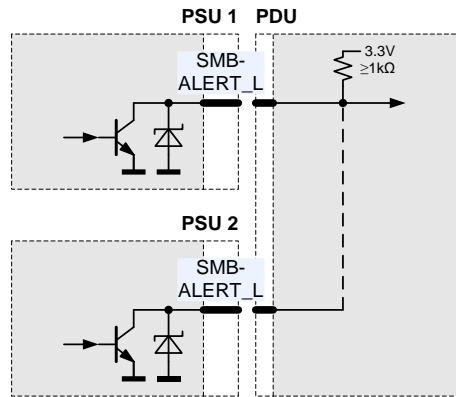 PSU 1
PDU
SMB-
ALERT_L
3.3V
≥1kΩ
PSU 2
SMB-
ALERT_L